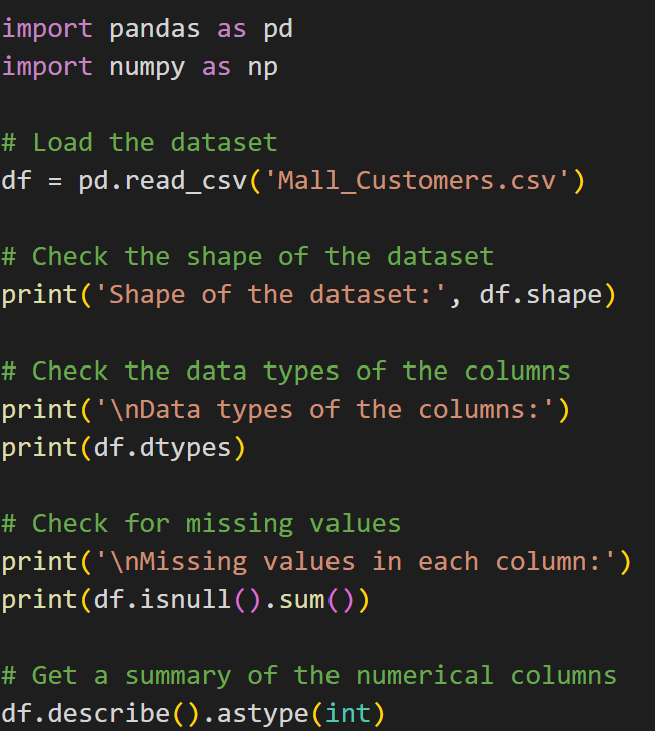 import pandas as pd
import numpy as np
# Load the dataset
df = pd.read_csv('Mall_Customers.csv')
# Check the shape of the dataset
print('Shape of the dataset:', df.shape)
# Check the data types of the columns
print('\nData types of the columns:')
print(df.dtypes)
# Check for missing values
print('\nMissing values in each column:')
print(df.isnull().sum())
# Get a summary of the numerical columns
df.describe().astype(int)